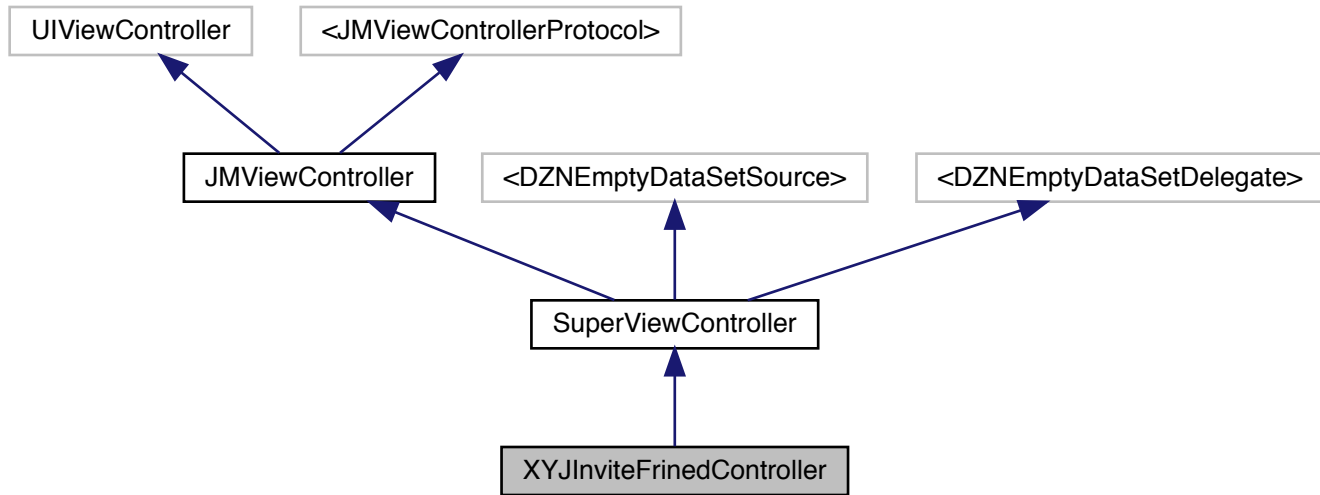 UIViewController
<JMViewControllerProtocol>
JMViewController
<DZNEmptyDataSetSource>
<DZNEmptyDataSetDelegate>
SuperViewController
XYJInviteFrinedController